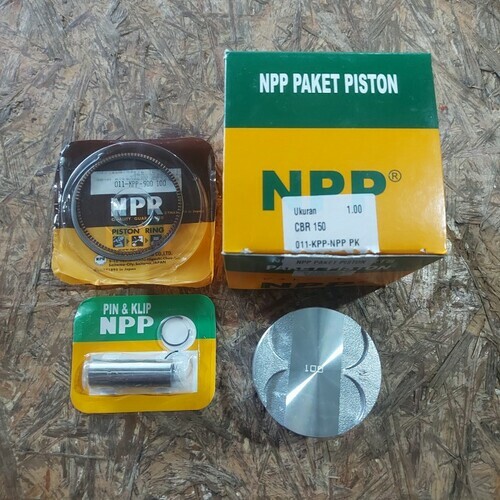 NPP PAKET PISTON
NPP®
Ukuran 1.00
CBR 150
011-KPP-NPP PK
011-KPP-900 100
NPR
PISTON RING
PIN & KLIP
NPP
100